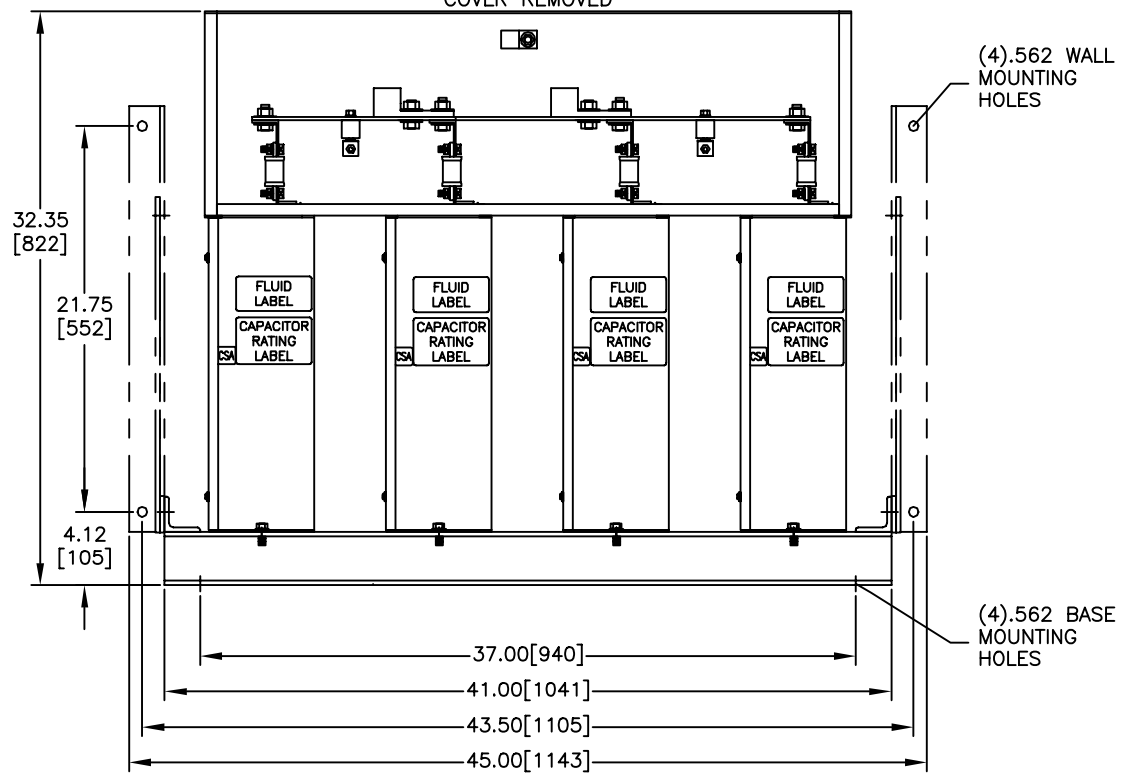 COVER REMOVED
(4).562 WALL
MOUNTING
HOLES
32.35
[822]
21.75
[552]
4.12
[105]
FLUID
LABEL
CAPACITOR
RATING
LABEL
CSA
FLUID
LABEL
CAPACITOR
RATING
LABEL
CSA
FLUID
LABEL
CAPACITOR
RATING
LABEL
CSA
FLUID
LABEL
CAPACITOR
RATING
LABEL
CSA
(4).562 BASE
MOUNTING
HOLES
37.00[940]
41.00[1041]
43.50[1105]
45.00[1143]